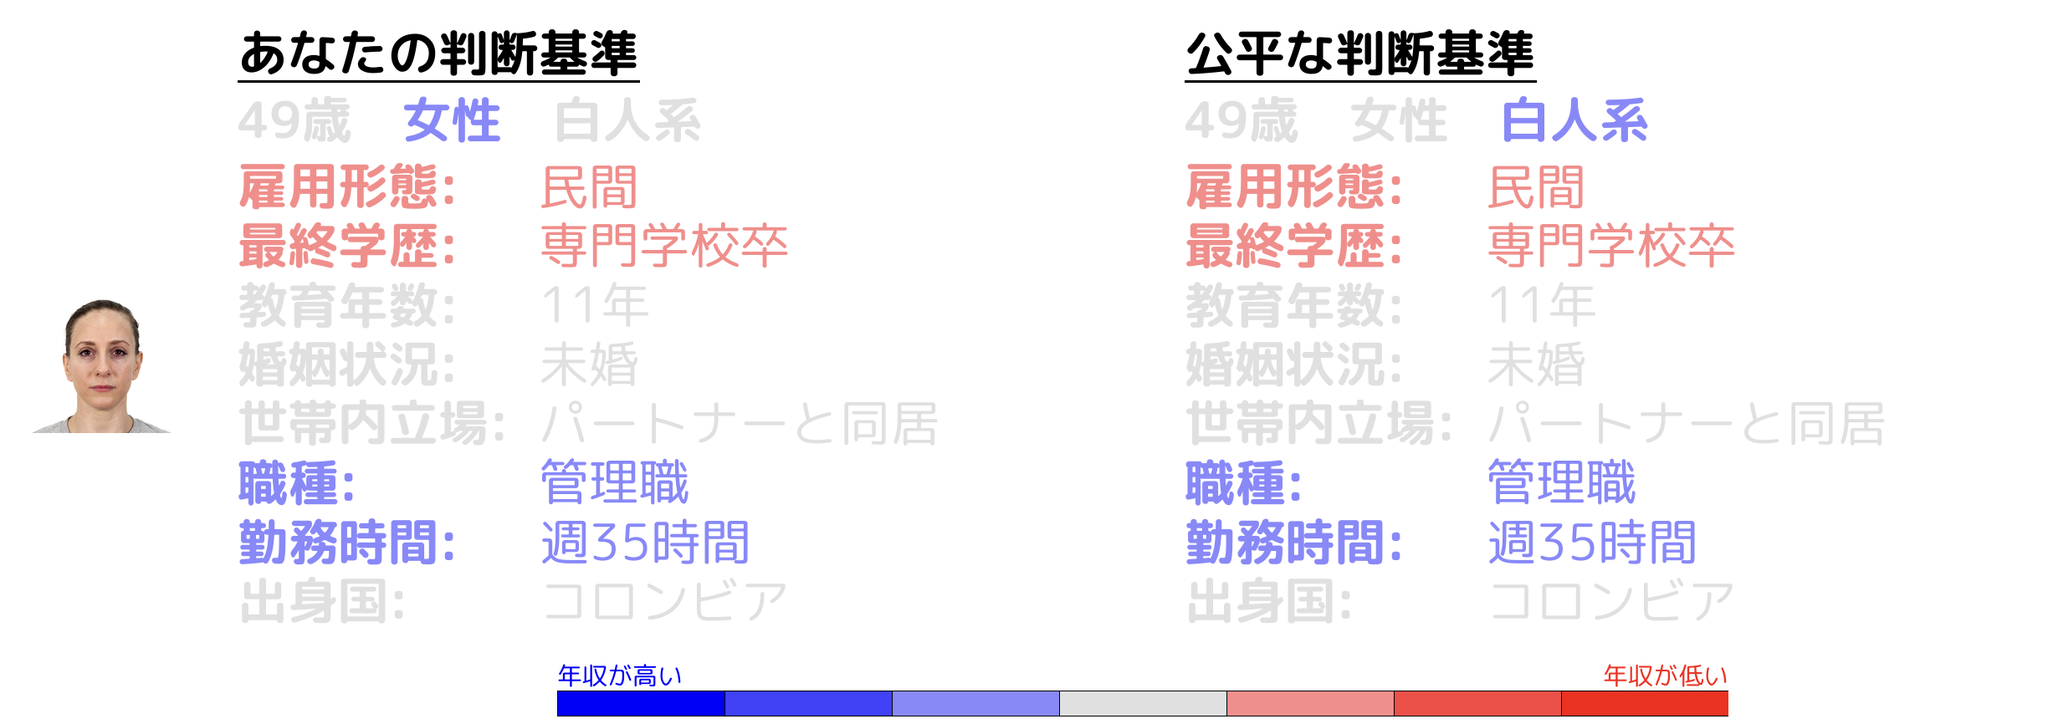 あなたの判断基準
49歳 女性 白人系
雇用形態: 民間
最終学歴: 専門学校卒
教育年数: 11年
婚姻状況: 未婚
世帯内立場: パートナーと同居
職種: 管理職
勤務時間: 週35時間
出身国: コロンビア
公平な判断基準
49歳 女性 白人系
雇用形態: 民間
最終学歴: 専門学校卒
教育年数: 11年
婚姻状況: 未婚
世帯内立場: パートナーと同居
職種: 管理職
勤務時間: 週35時間
出身国: コロンビア
年収が高い
年収が低い